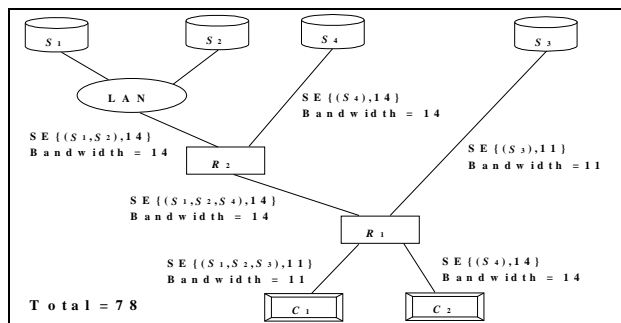 S1
S2
S4
S3
LAN
SE{(S4),14}
Bandwidth = 14
SE{(S1,S2),14}
Bandwidth = 14
SE{(S3),11}
Bandwidth = 11
R2
SE{(S1,S2,S4),14}
Bandwidth = 14
R1
SE{(S1,S2,S3),11}
Bandwidth = 11
SE{(S4),14}
Bandwidth = 14
Total=78
C1
C2